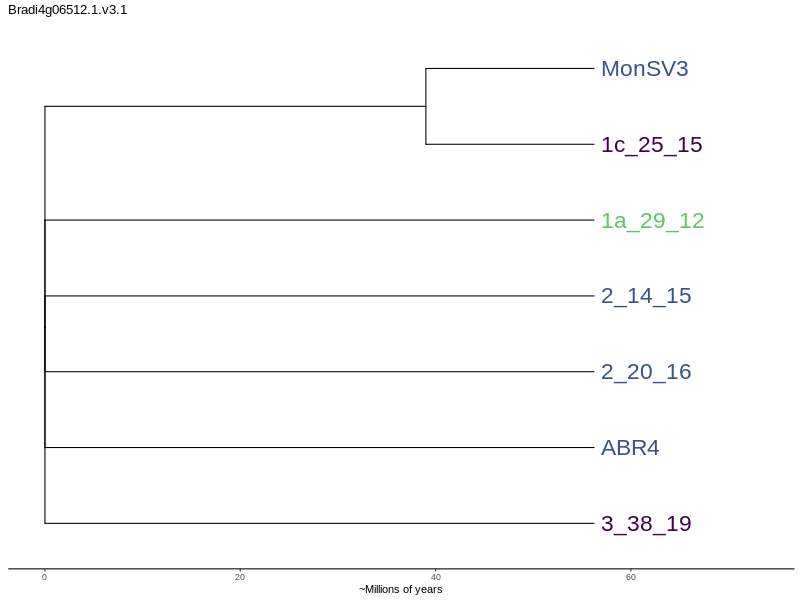 Bradi4g06512.1.v3.1
MonSV3
1c_25_15
1a_29_12
2_14_15
2_20_16
ABR4
3_38_19
0 20 40 60
~Millions of years